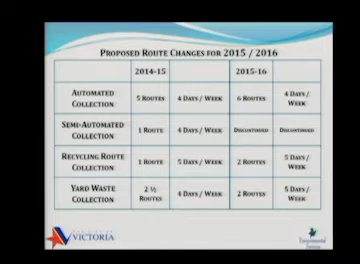 PROPOSED ROUTE CHANGES FOR 2015 / 2016
2014-15 2015-16
AUTOMATED COLLECTION 5 ROUTES 4 DAYS / WEEK 6 ROUTES 4 DAYS / WEEK
SEMI-AUTOMATED COLLECTION 1 ROUTE 4 DAYS / WEEK DISCONTINUED DISCONTINUED
RECYCLING ROUTE COLLECTION 1 ROUTE 5 DAYS / WEEK 2 ROUTES 5 DAYS / WEEK
YARD WASTE COLLECTION 2 ½ ROUTES 4 DAYS / WEEK 2 ROUTES 5 DAYS / WEEK
VICTORIA
Environmental Services